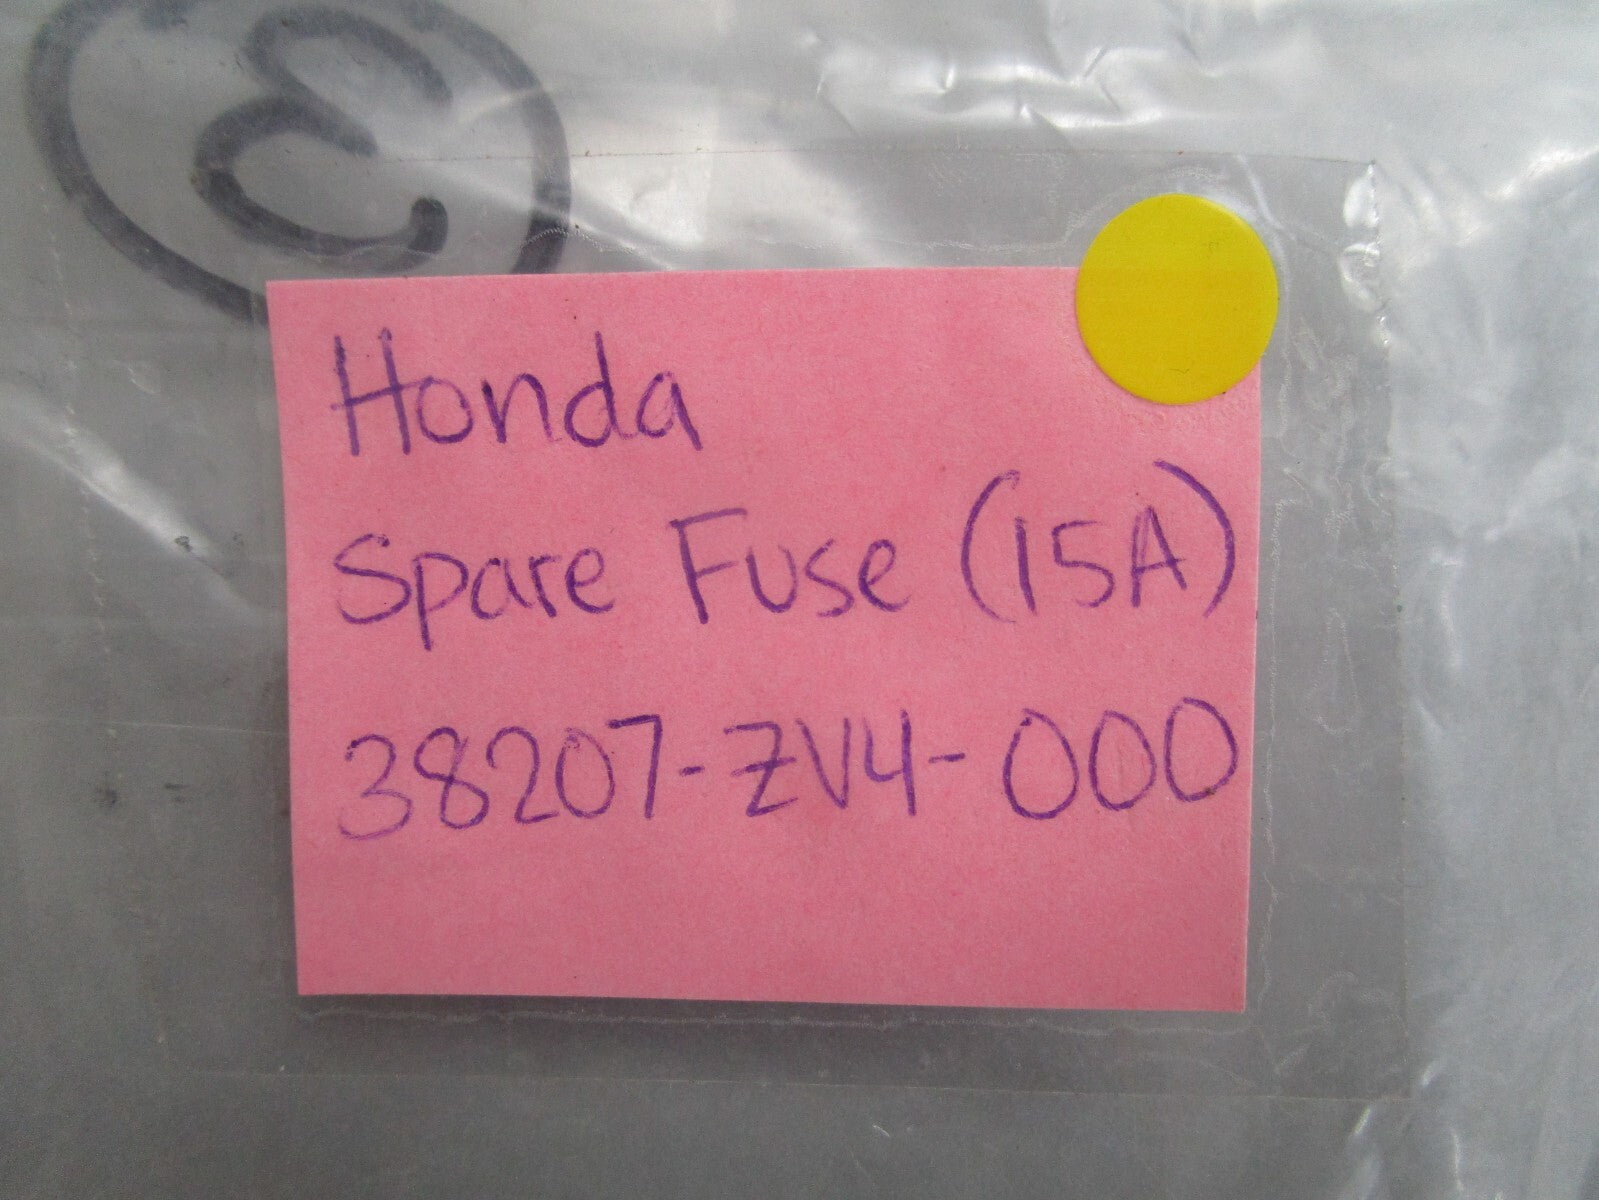 Honda
Spare Fuse (15A)
38207-ZV4-000